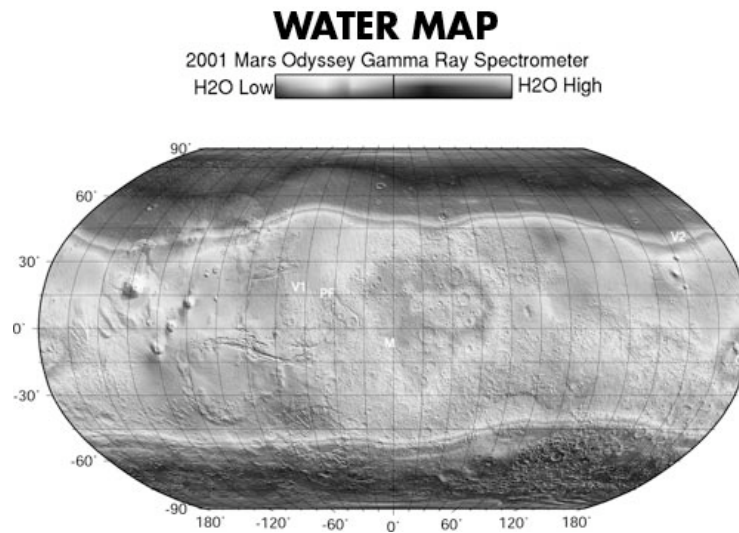 WATER MAP
2001 Mars Odyssey Gamma Ray Spectrometer
H2O Low H2O High
90°
60°
V2
30°
V1
PF
0°
M
-30°
-60°
-90
180° -120° -60° 0° 60° 120° 180°